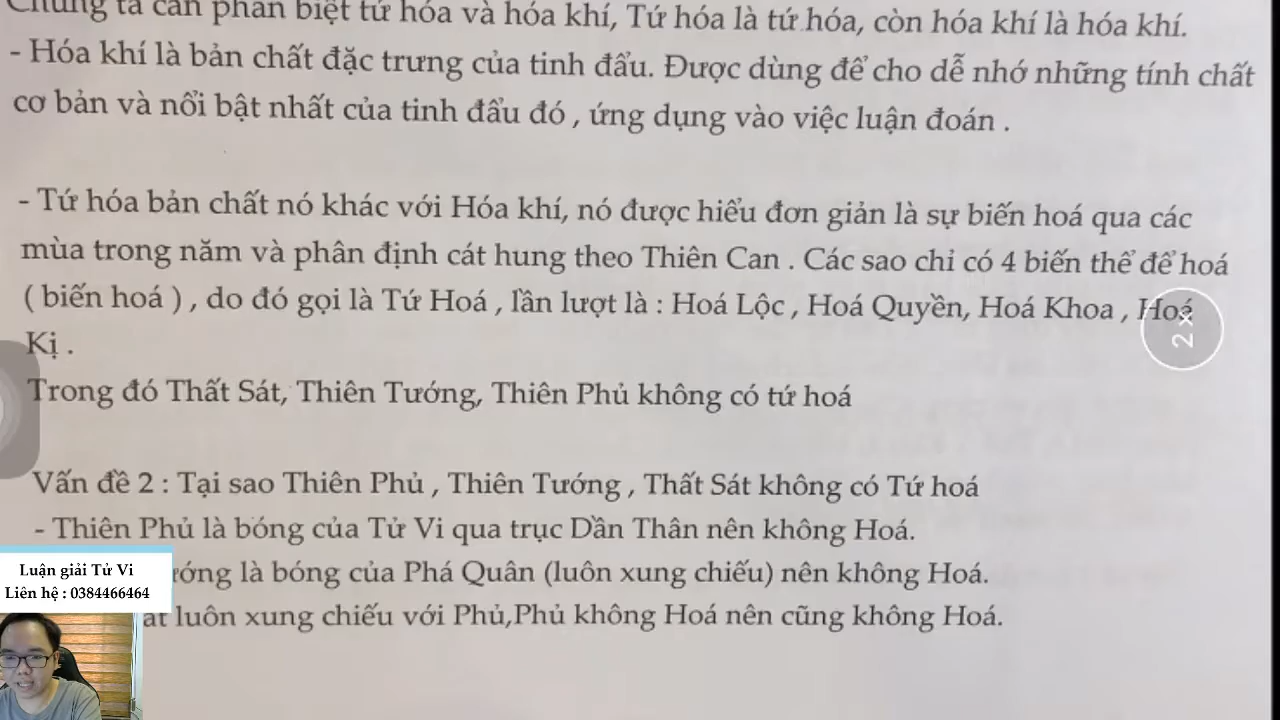 Chúng ta cần phân biệt tứ hóa và hóa khí, Tứ hóa là tứ hóa, còn hóa khí là hóa khí.
- Hóa khí là bản chất đặc trưng của tinh đẩu. Được dùng để cho dễ nhớ những tính chất
cơ bản và nổi bật nhất của tinh đẩu đó , ứng dụng vào việc luận đoán .
- Tứ hóa bản chất nó khác với Hóa khí, nó được hiểu đơn giản là sự biến hoá qua các
mùa trong năm và phân định cát hung theo Thiên Can . Các sao chỉ có 4 biến thể để hoá
( biến hoá ) , do đó gọi là Tứ Hoá , lần lượt là : Hoá Lộc , Hoá Quyền, Hoá Khoa , Hoá
2 x
Kị .
Trong đó Thất Sát, Thiên Tướng, Thiên Phủ không có tứ hoá
Vấn đề 2 : Tại sao Thiên Phủ , Thiên Tướng , Thất Sát không có Tứ hoá
- Thiên Phủ là bóng của Tử Vi qua trục Dần Thân nên không Hoá.
ướng là bóng của Phá Quân (luôn xung chiếu) nên không Hoá.
át luôn xung chiếu với Phủ,Phủ không Hoá nên cũng không Hoá.
Luận giải Tử Vi
Liên hệ : 0384466464